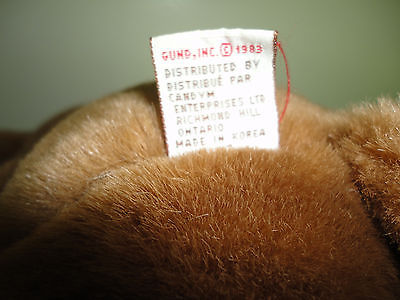 GUND, INC. © 1983
DISTRIBUTED BY
DISTRIBUÉ PAR
CANDYM
ENTERPRISES LTD
RICHMOND HILL
ONTARIO
MADE IN KOREA